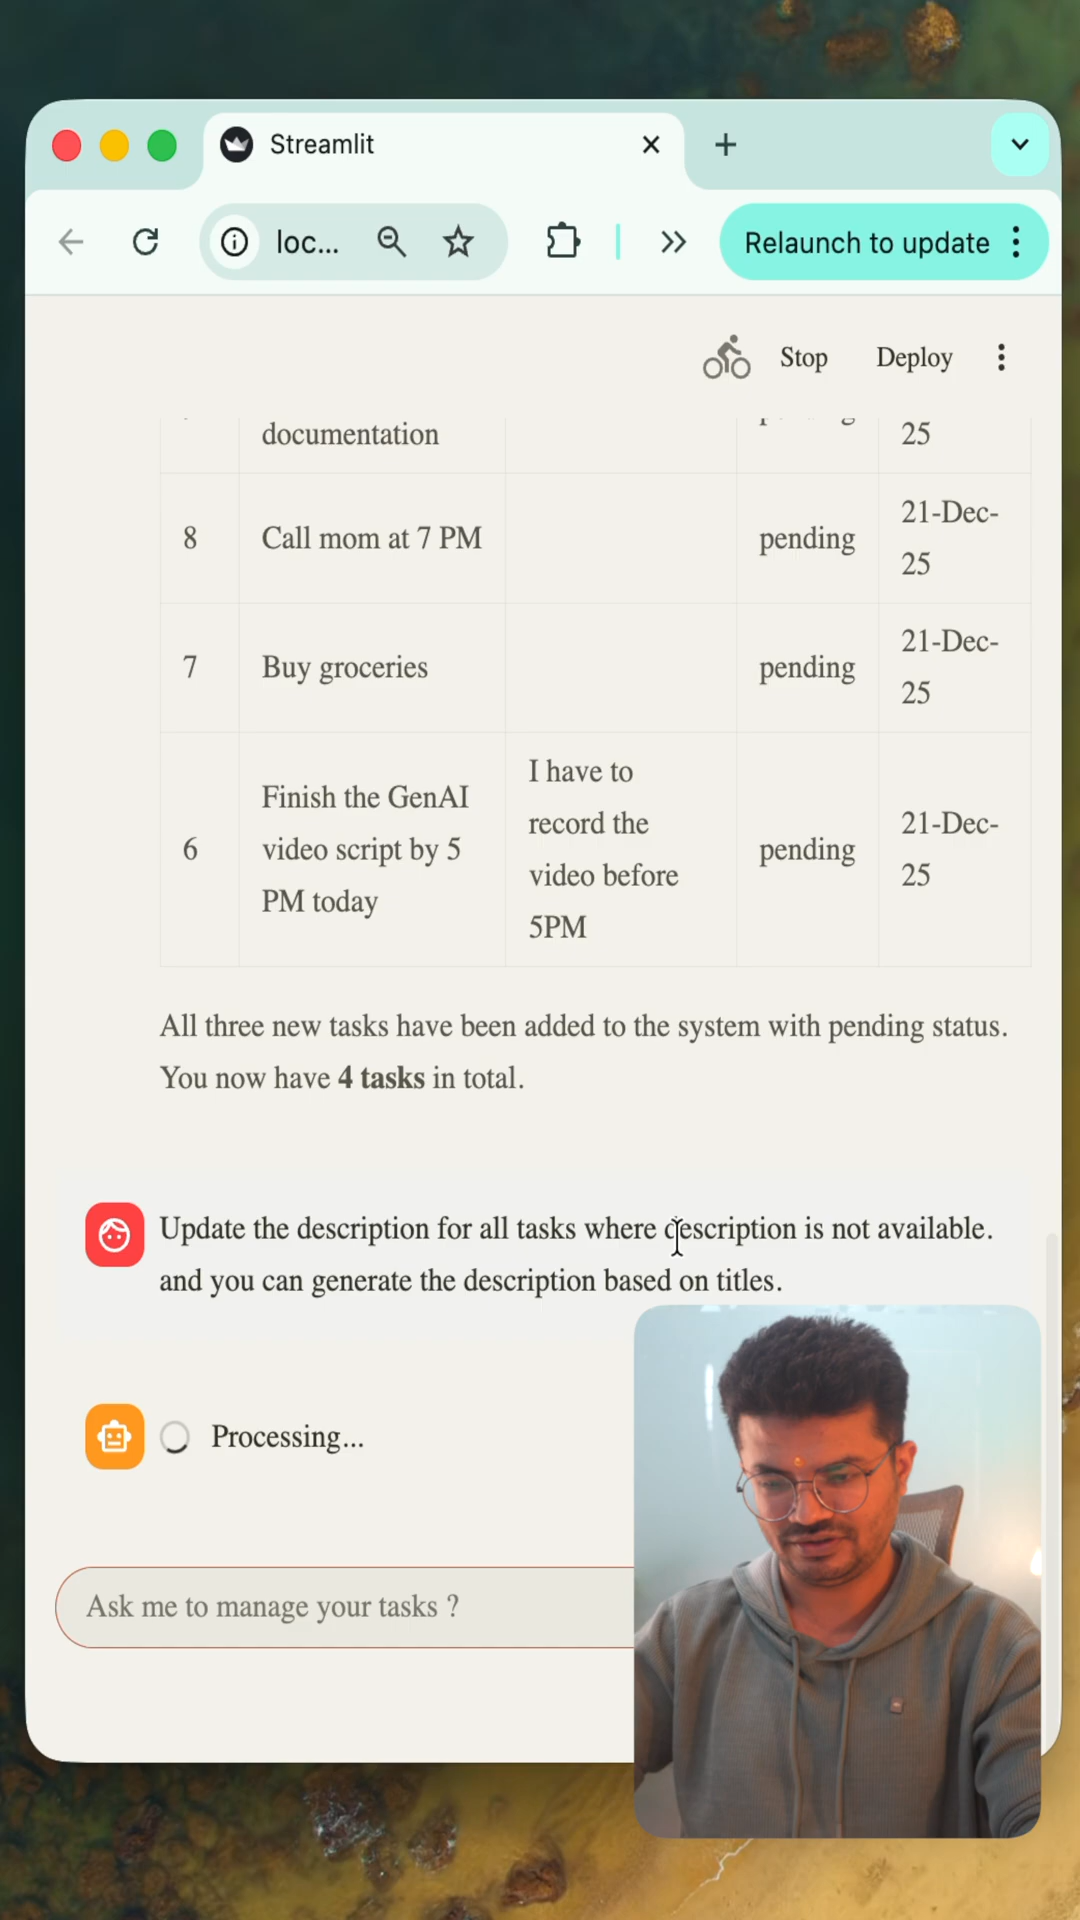 Streamlit
loc...
Relaunch to update
Stop
Deploy
documentation
25
8
Call mom at 7 PM
pending
21-Dec-
25
7
Buy groceries
pending
21-Dec-
25
6
Finish the GenAI
video script by 5
PM today
I have to
record the
video before
5PM
pending
21-Dec-
25
All three new tasks have been added to the system with pending status.
You now have 4 tasks in total.
Update the description for all tasks where description is not available.
and you can generate the description based on titles.
Processing...
Ask me to manage your tasks ?